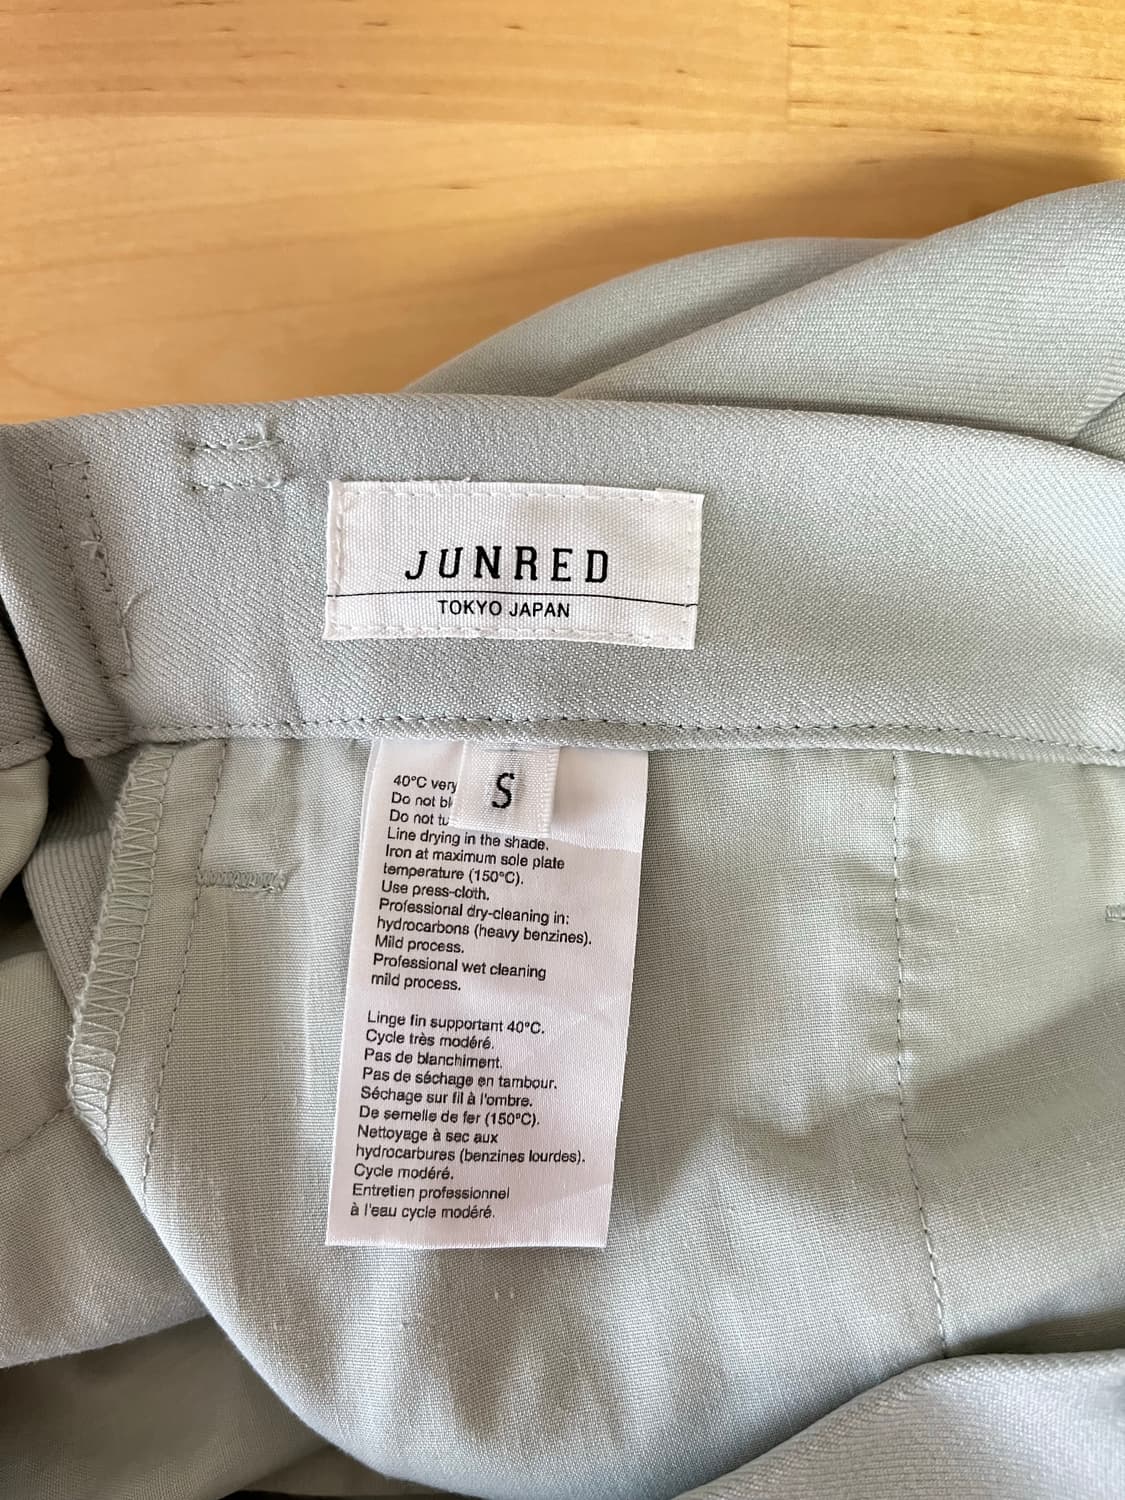 JUNRED
TOKYO JAPAN
S
40°C very
Do not
Do not
Line drying in the shade.
Iron at maximum sole plate
temperature (150°C).
Use press-cloth.
Professional dry-cleaning in:
hydrocarbons (heavy benzines).
Mild process.
Professional wet cleaning
mild process.
Linge fin supportant 40°C.
Cycle très modéré.
Pas de blanchiment.
Pas de séchage en tambour.
Séchage sur fil à l'ombre.
De semelle de fer (150°C).
Nettoyage à sec aux
hydrocarbures (benzines lourdes).
Cycle modéré.
Entretien professionnel
à l'eau cycle modéré.